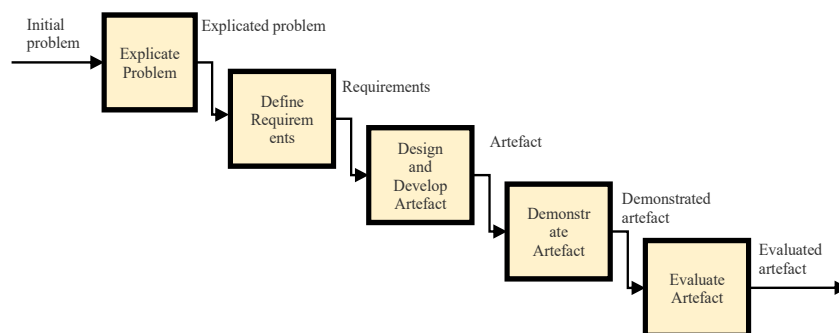 Initial
problem
Explicate
Problem
Explicated problem
Define
Requirem
ents
Requirements
Design
and
Develop
Artefact
Artefact
Demonstr
ate
Artefact
Demonstrated
artefact
Evaluate
Artefact
Evaluated
artefact